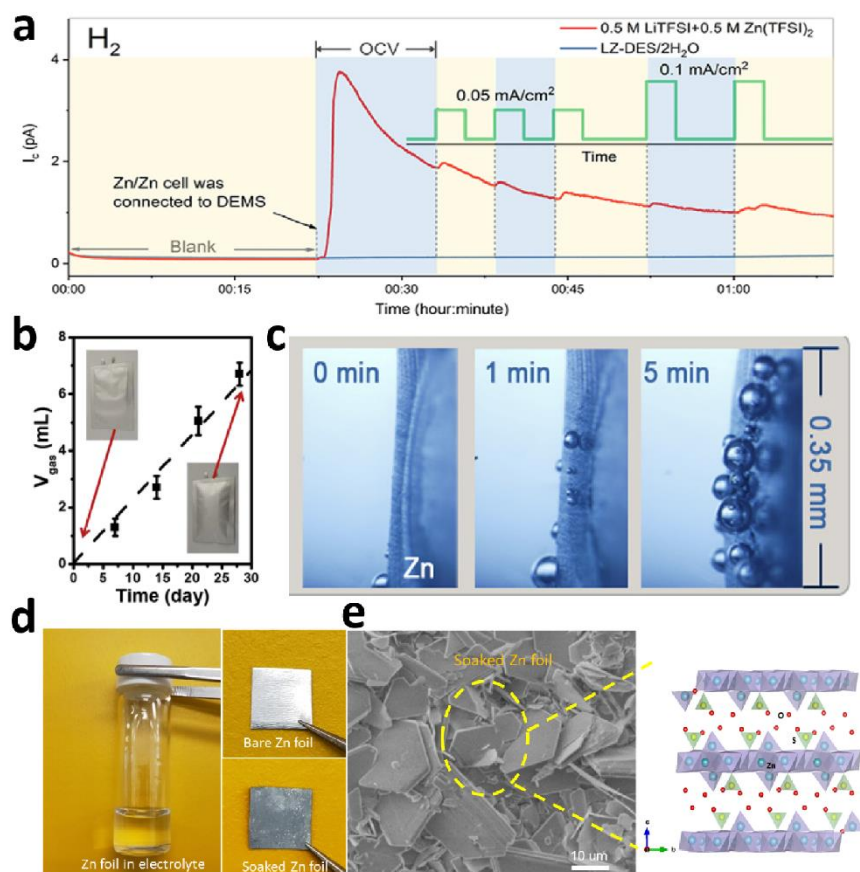 a
H₂
OCV
0.5 M LiTFSI+0.5 M Zn(TFSI)₂
LZ-DES/2H₂O
0.05 mA/cm²
0.1 mA/cm²
Time
Zn/Zn cell was
connected to DEMS
Blank
I_c (pA)
4
2
0
00:00
00:15
00:30
00:45
01:00
Time (hour:minute)
b
V_gas (mL)
8
6
4
2
0
0
5
10
15
20
25
30
Time (day)
c
0 min
1 min
5 min
Zn
0.35 mm
d
Zn foil in electrolyte
Bare Zn foil
Soaked Zn foil
e
Soaked Zn foil
10 um
O
S
Zn
c
b